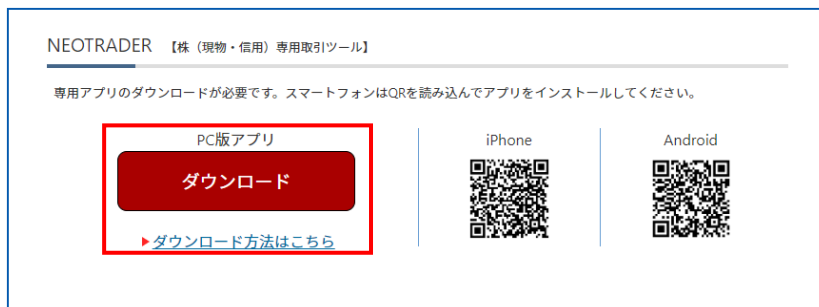 NEOTRADER 【株（現物・信用）専用取引ツール】
専用アプリのダウンロードが必要です。スマートフォンはQRを読み込んでアプリをインストールしてください。
PC版アプリ
ダウンロード
▶ダウンロード方法はこちら
iPhone
Android